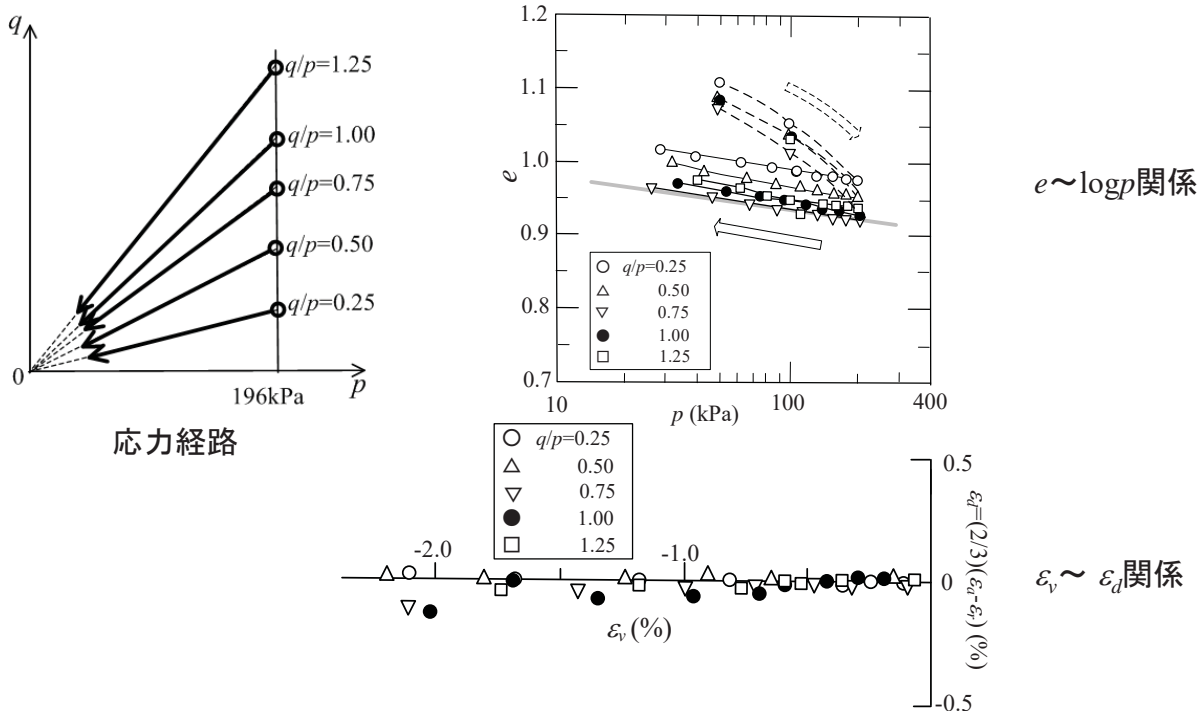 q
q/p=1.25
q/p=1.00
q/p=0.75
q/p=0.50
q/p=0.25
0
p
196kPa
応力経路
1.2
1.1
1.0
0.9
0.8
0.7
e
q/p=0.25
0.50
0.75
1.00
1.25
10
100
400
p (kPa)
e～logp関係
q/p=0.25
0.50
0.75
1.00
1.25
-2.0
-1.0
εv (%)
0.5
0
-0.5
εd=(2/3)(εa-εr) (%)
εv～ εd関係